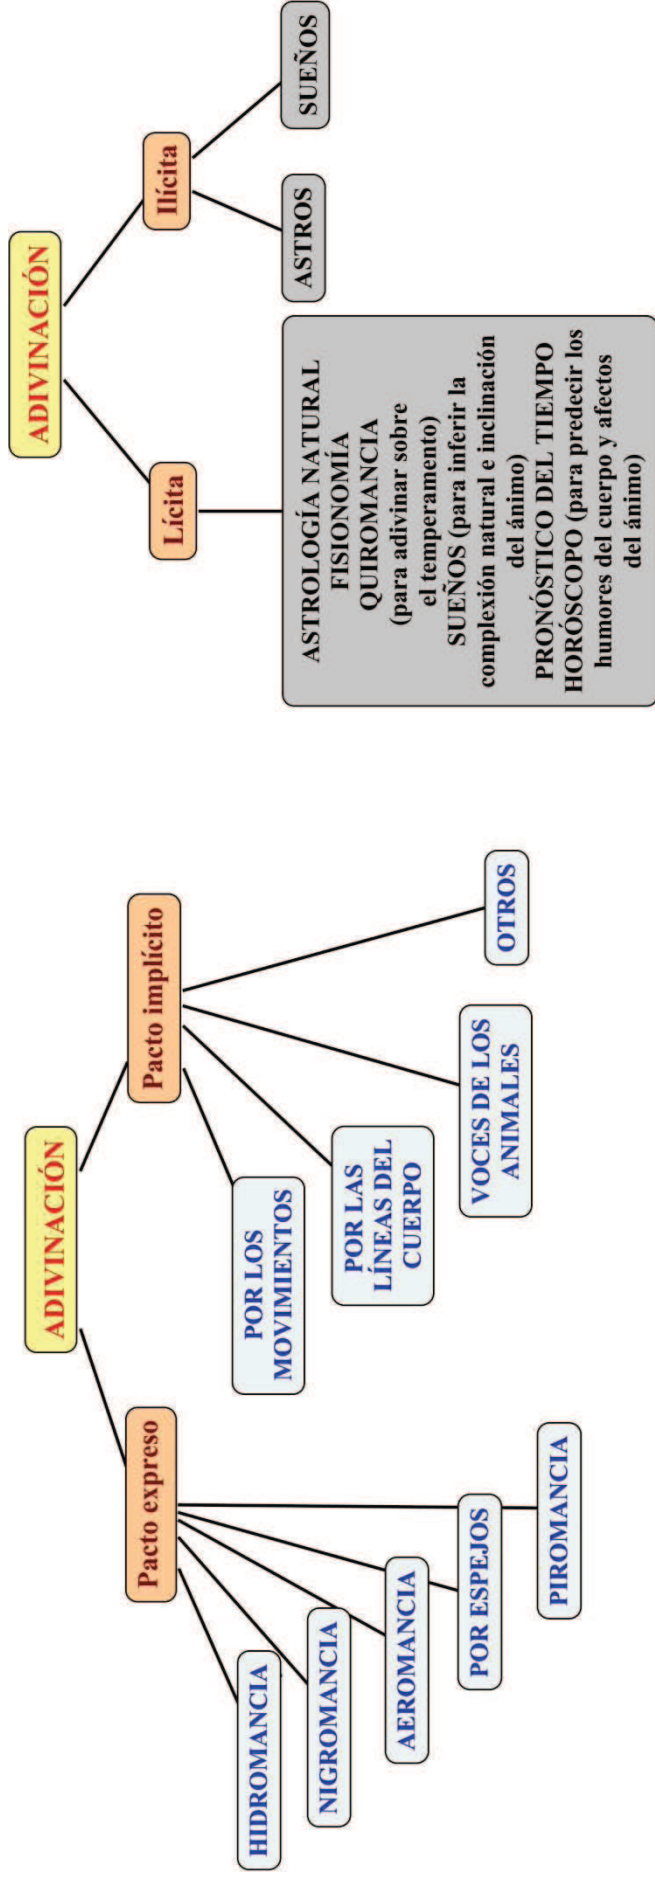 ADIVINACIÓN
Pacto expreso
Pacto implícito
HIDROMANCIA
NIGROMANCIA
AEROMANCIA
POR ESPEJOS
PIROMANCIA
POR LOS
MOVIMIENTOS
POR LAS
LÍNEAS DEL
CUERPO
VOCES DE LOS
ANIMALES
OTROS
ADIVINACIÓN
Lícita
Ilícita
ASTROLOGÍA NATURAL
FISIONOMÍA
QUIROMANCIA
(para adivinar sobre
el temperamento)
SUEÑOS (para inferir la
complexión natural e inclinación
del ánimo)
PRONÓSTICO DEL TIEMPO
HORÓSCOPO (para predecir los
humores del cuerpo y afectos
del ánimo)
ASTROS
SUEÑOS